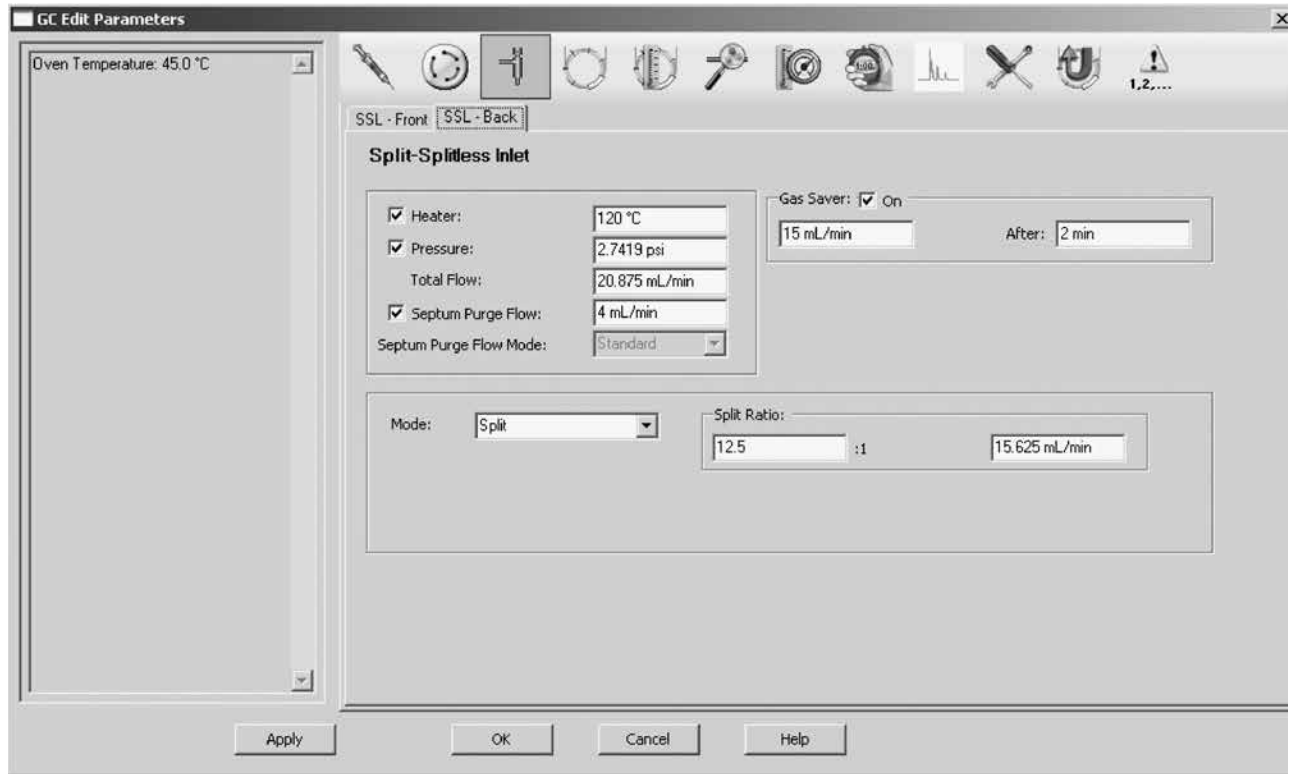 GC Edit Parameters
Oven Temperature: 45.0 °C
1:00.
1,2,...
SSL - Front SSL - Back
Split-Splitless Inlet
Heater: 120 °C
Pressure: 2.7419 psi
Total Flow: 20.875 mL/min
Septum Purge Flow: 4 mL/min
Septum Purge Flow Mode: Standard
Gas Saver: On
15 mL/min After: 2 min
Mode: Split
Split Ratio:
12.5 :1 15.625 mL/min
Apply OK Cancel Help